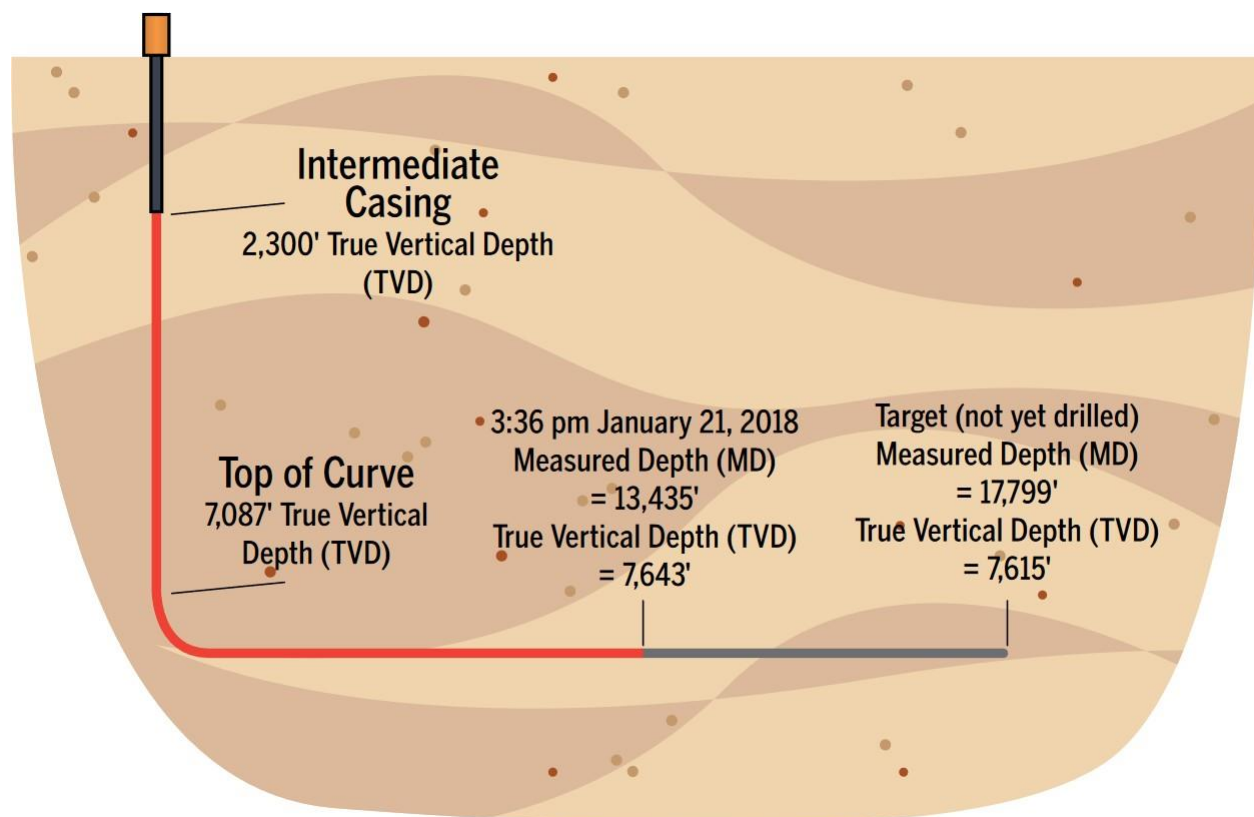 Intermediate
Casing
2,300' True Vertical Depth
(TVD)
Top of Curve
7,087' True Vertical
Depth (TVD)
3:36 pm January 21, 2018
Measured Depth (MD)
= 13,435'
True Vertical Depth (TVD)
= 7,643'
Target (not yet drilled)
Measured Depth (MD)
= 17,799'
True Vertical Depth (TVD)
= 7,615'